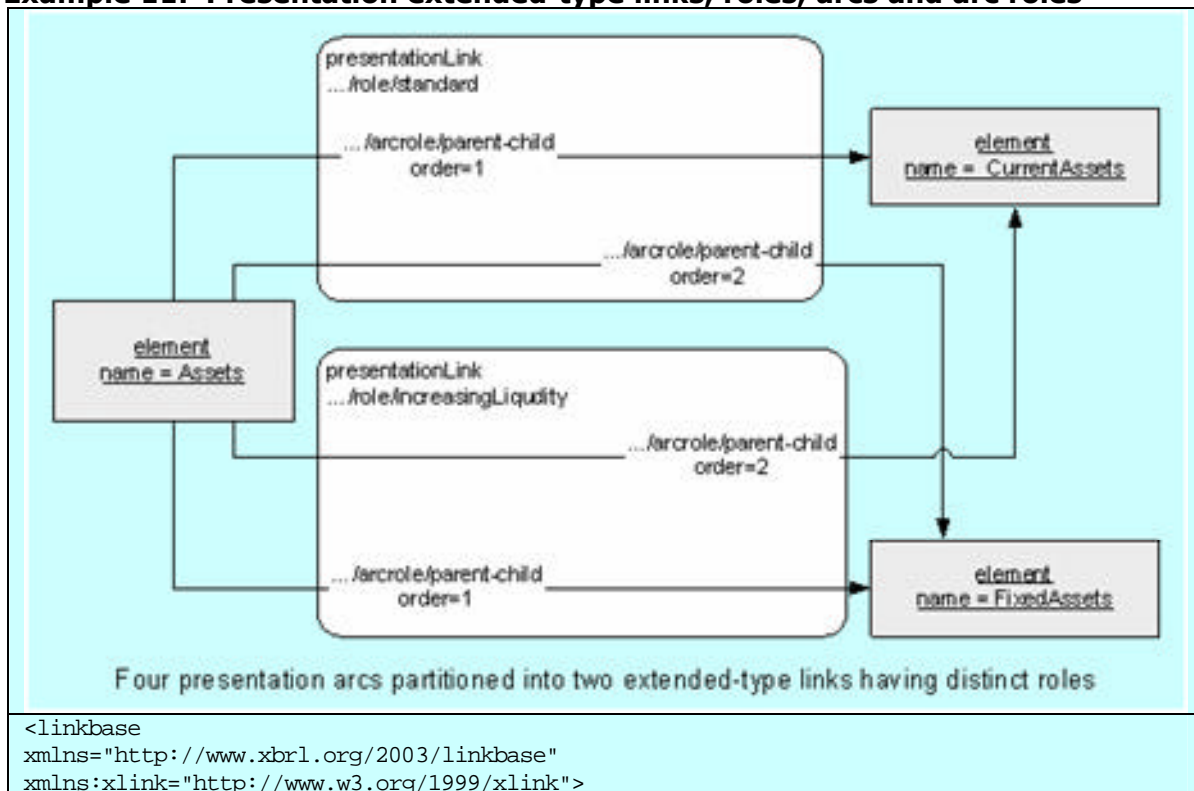 Example 11. Presentation extended-type links, roles, arcs and arc roles
presentationLink
.../role/standard
.../arcrole/parent-child
order=1
element
name = CurrentAssets
.../arcrole/parent-child
order=2
element
name = Assets
presentationLink
.../role/increasingLiqudity
.../arcrole/parent-child
order=2
.../arcrole/parent-child
order=1
element
name = FixedAssets
Four presentation arcs partitioned into two extended-type links having distinct roles
<linkbase
xmlns="http://www.xbrl.org/2003/linkbase"
xmlns:xlink="http://www.w3.org/1999/xlink">